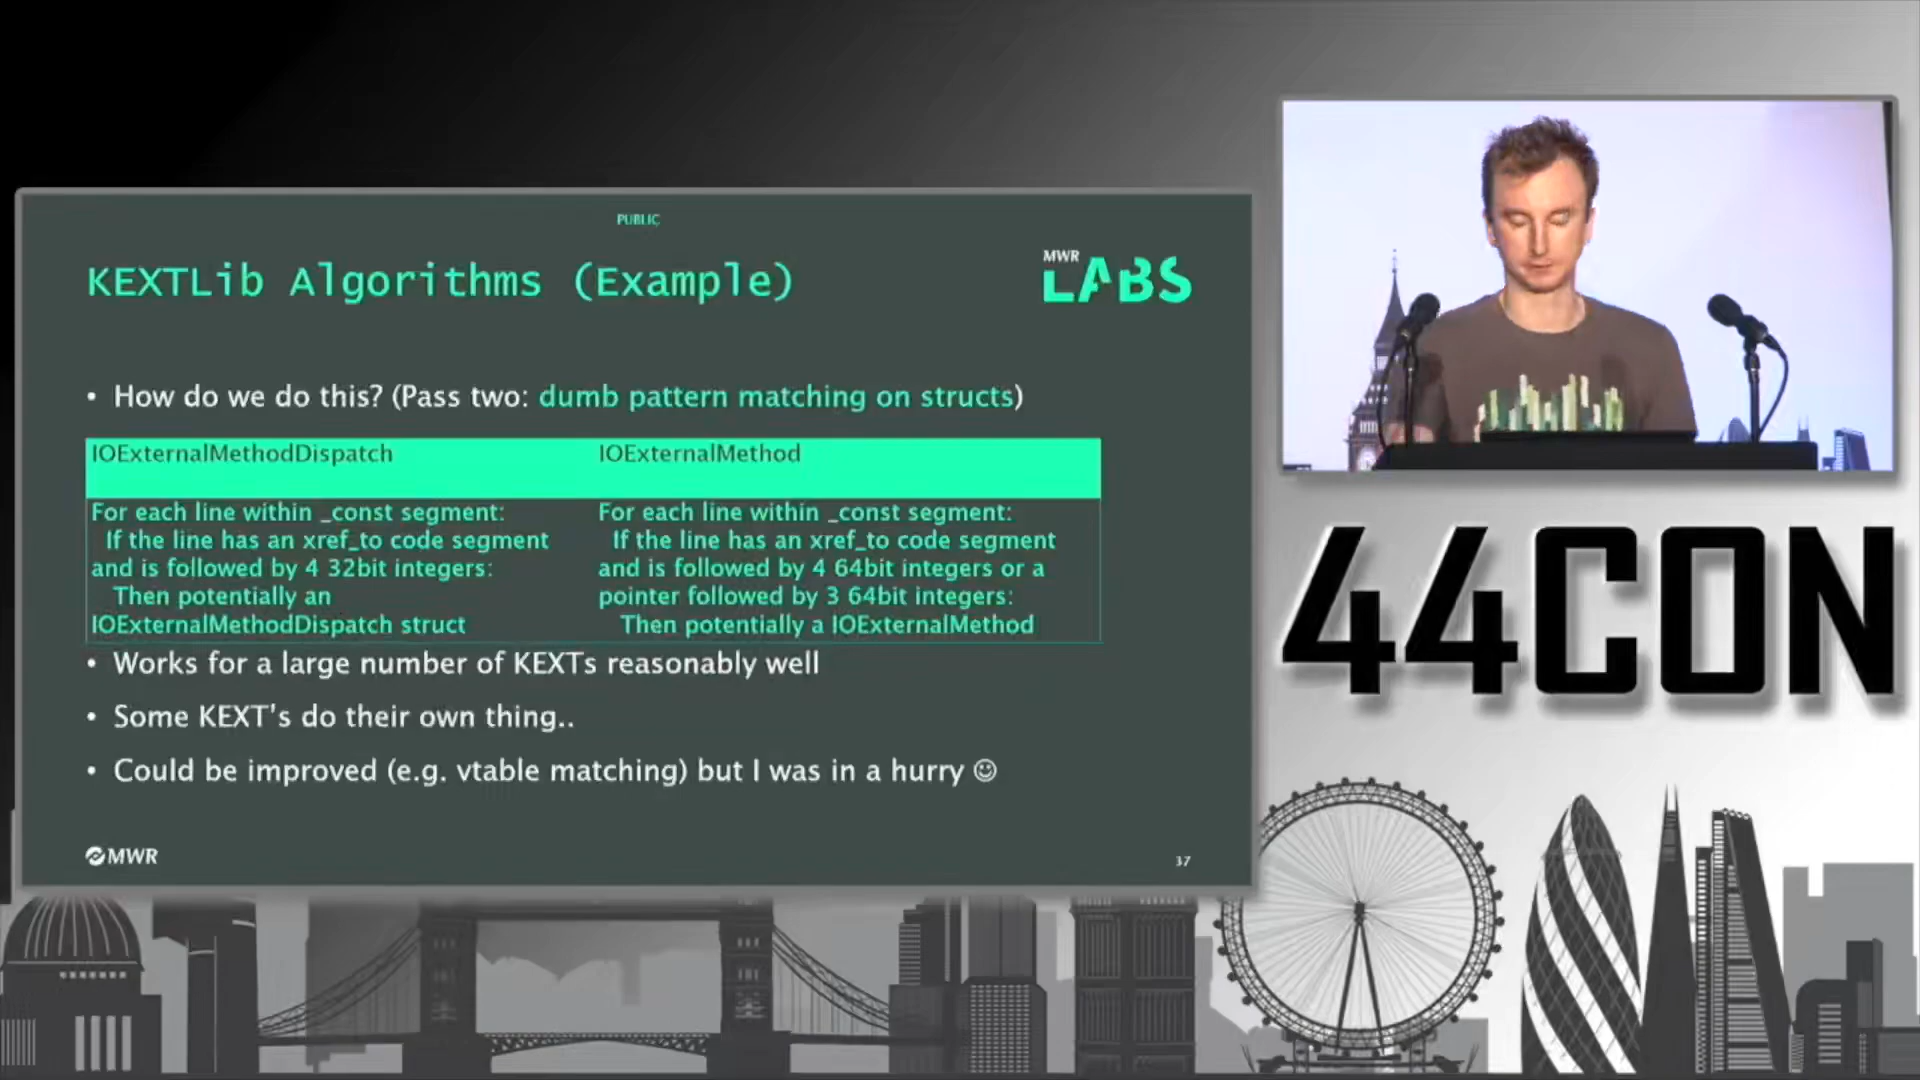 PUBLIC
KEXTLib Algorithms (Example)
MWR
LABS
• How do we do this? (Pass two: dumb pattern matching on structs)
IOExternalMethodDispatch
For each line within _const segment:
If the line has an xref_to code segment
and is followed by 4 32bit integers:
Then potentially an
IOExternalMethodDispatch struct
IOExternalMethod
For each line within _const segment:
If the line has an xref_to code segment
and is followed by 4 64bit integers or a
pointer followed by 3 64bit integers:
Then potentially a IOExternalMethod
• Works for a large number of KEXTs reasonably well
• Some KEXT's do their own thing..
• Could be improved (e.g. vtable matching) but I was in a hurry ☺
MWR
37
44CON